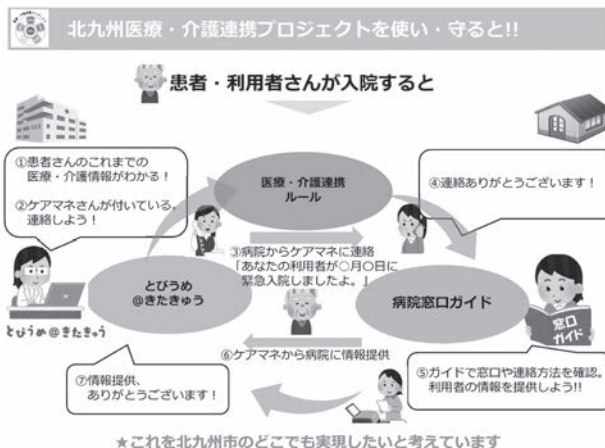 北九州医療・介護連携プロジェクトを使い・守ると!!
患者・利用者さんが入院すると
①患者さんのこれまでの
医療・介護情報がわかる！
②ケアマネさんが付いている。
連絡しよう！
医療・介護連携
ルール
④連絡ありがとうございます！
③病院からケアマネに連絡
「あなたの利用者が○月○日に
緊急入院しましたよ。」
とびうめ
@きたきゅう
とびうめ@きたきゅう
病院窓口ガイド
窓口
ガイド
⑥ケアマネから病院に情報提供
⑦情報提供、
ありがとうございます！
⑤ガイドで窓口や連絡方法を確認。
利用者の情報を提供しよう!!
★これを北九州市のどこでも実現したいと考えています